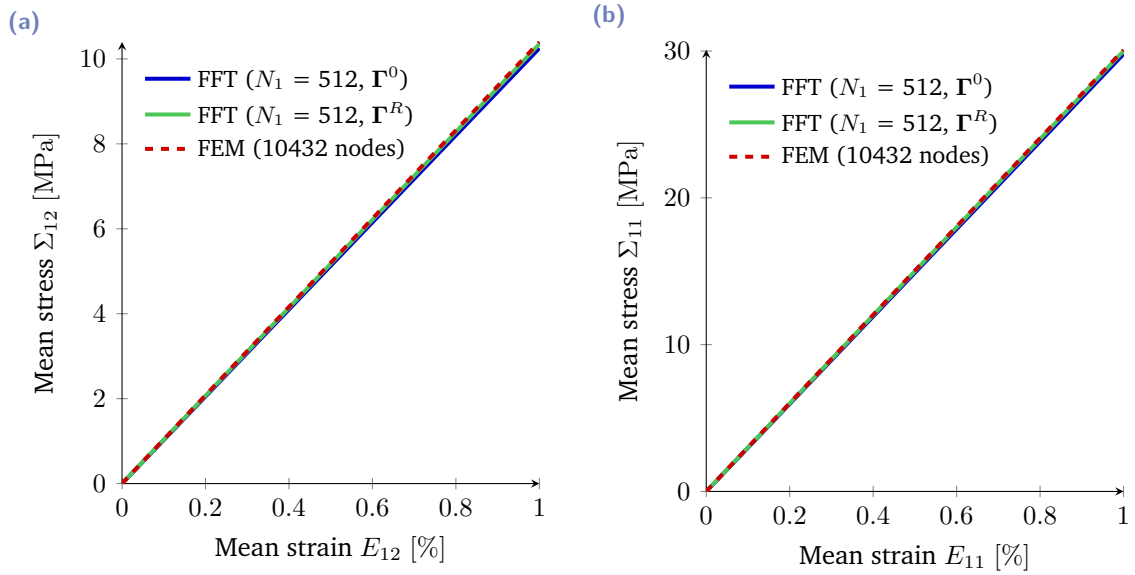 (a)
10
8
6
4
2
0
Mean stress Σ₁₂ [MPa]
FFT (N₁ = 512, Γ⁰)
FFT (N₁ = 512, Γᴿ)
FEM (10432 nodes)
0 0.2 0.4 0.6 0.8 1
Mean strain E₁₂ [%]
(b)
30
20
10
0
Mean stress Σ₁₁ [MPa]
FFT (N₁ = 512, Γ⁰)
FFT (N₁ = 512, Γᴿ)
FEM (10432 nodes)
0 0.2 0.4 0.6 0.8 1
Mean strain E₁₁ [%]